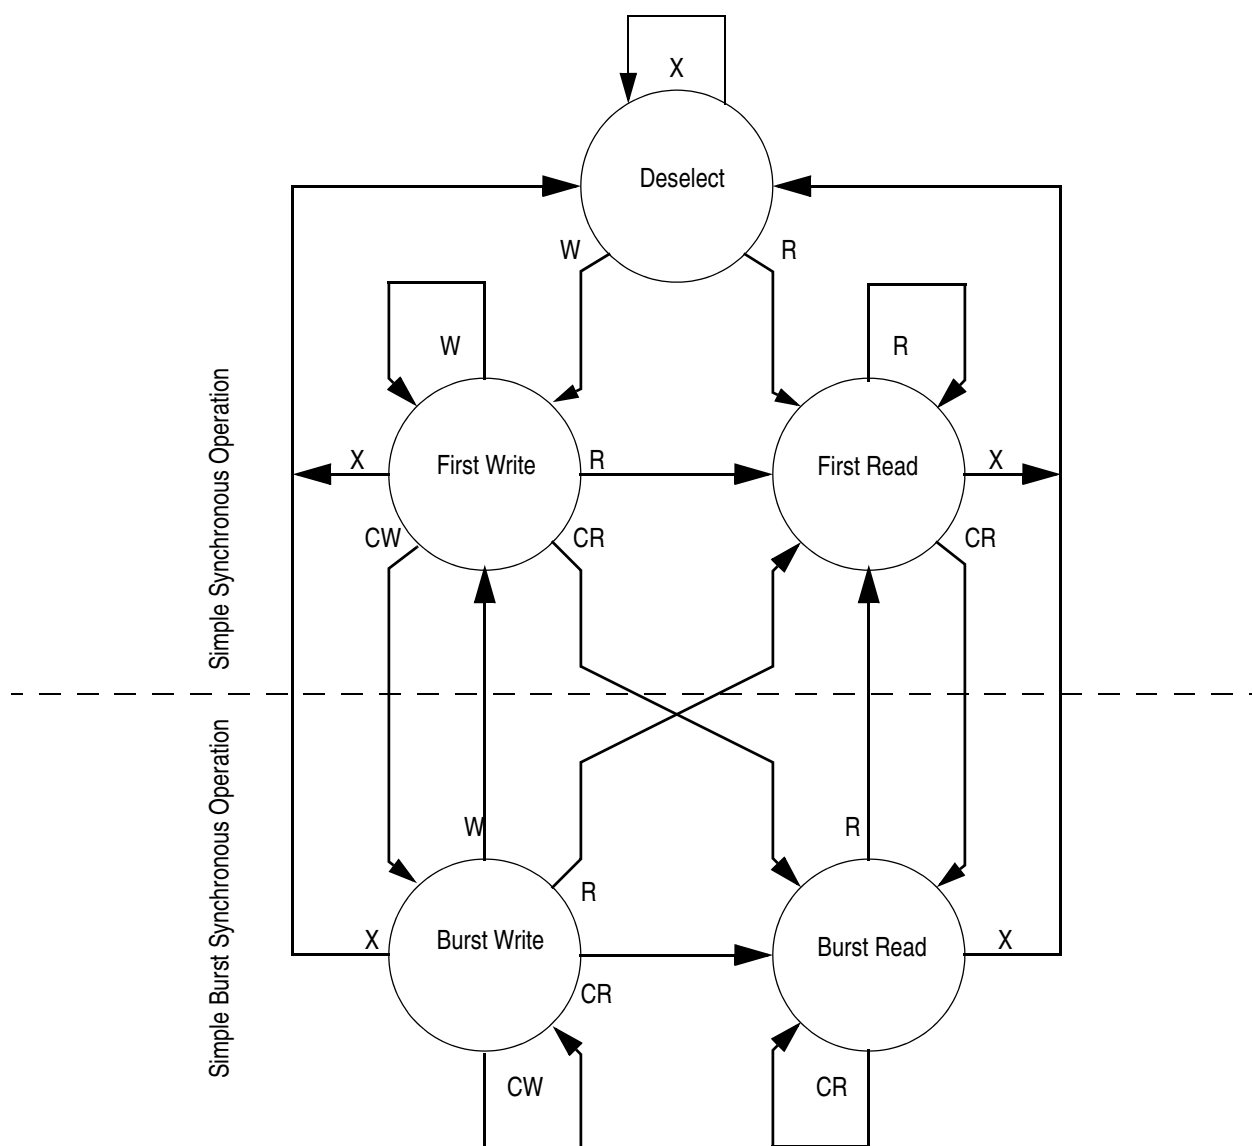 X
Deselect
W
R
W
R
X
First Write
R
First Read
X
CW
CR
CR
Simple Synchronous Operation
Simple Burst Synchronous Operation
W
R
R
X
Burst Write
Burst Read
X
CR
CW
CR